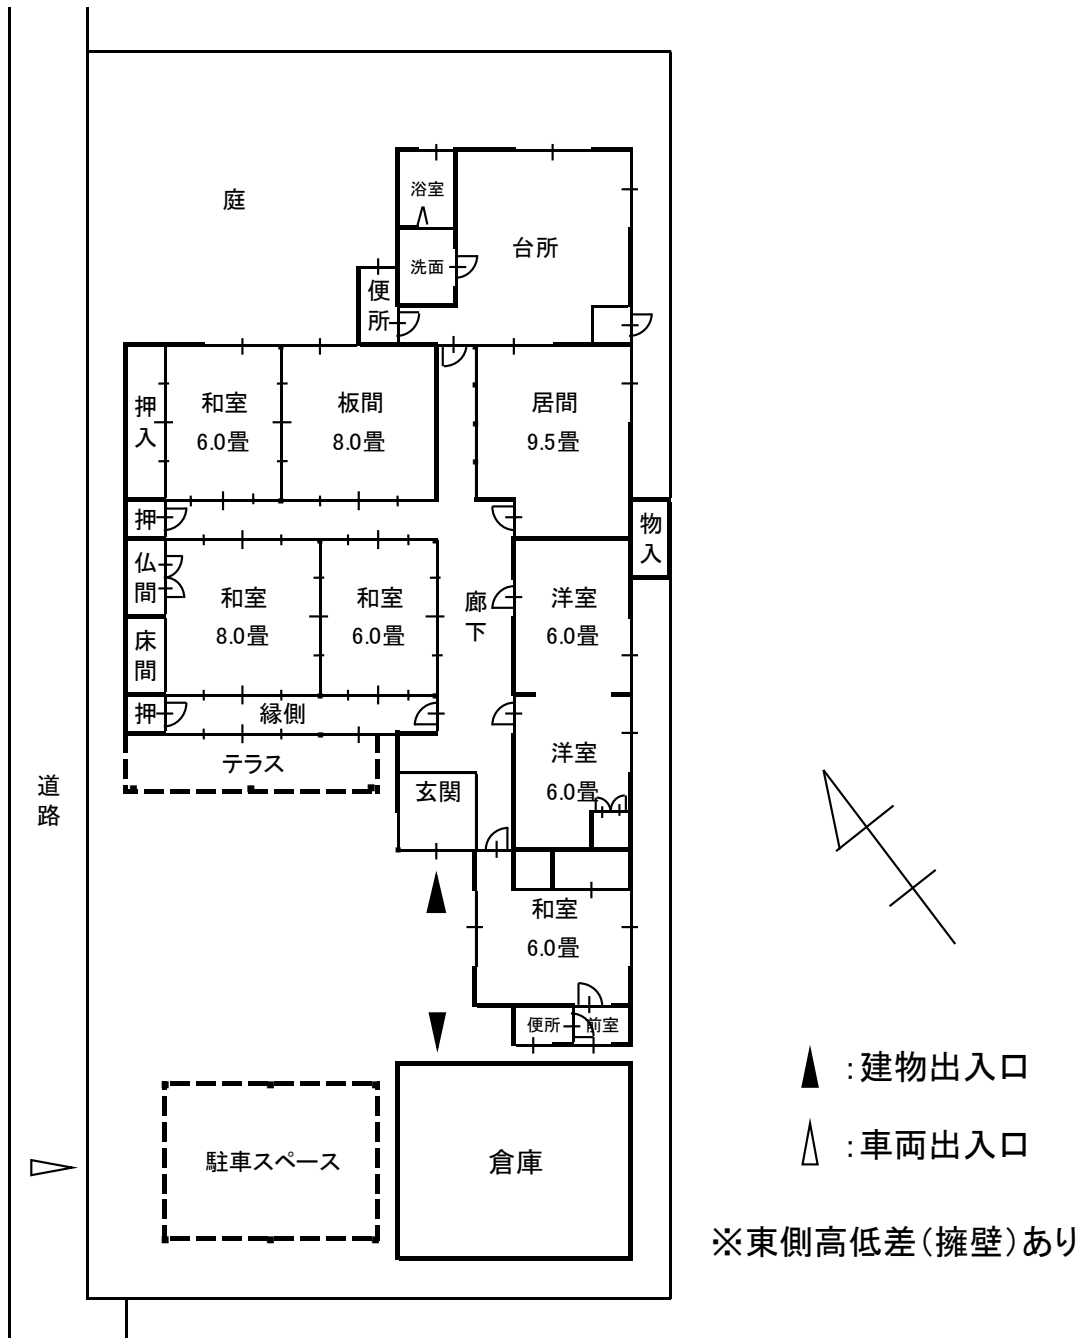 浴室
庭
台所
洗面
便所
押入
和室
6.0畳
板間
8.0畳
居間
9.5畳
押
物入
仏間
和室
8.0畳
和室
6.0畳
廊下
洋室
6.0畳
床間
押
縁側
テラス
洋室
6.0畳
道路
玄関
和室
6.0畳
便所
前室
:建物出入口
:車両出入口
駐車スペース
倉庫
※東側高低差(擁壁)あり